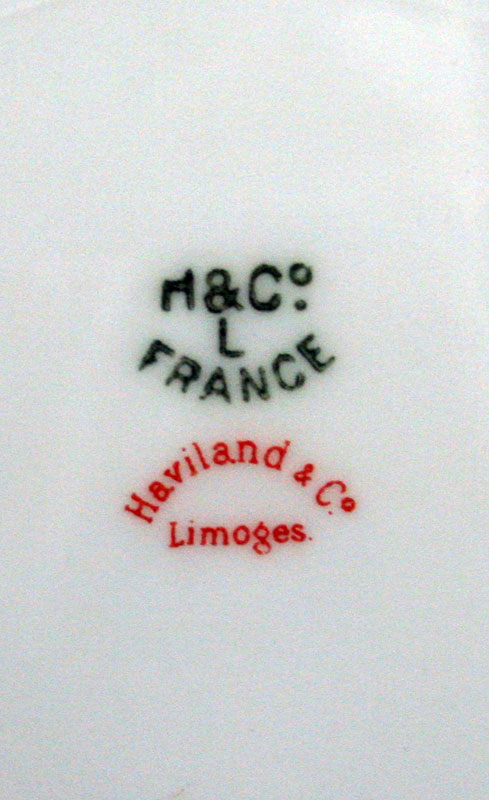 H&Cº
L
FRANCE
Haviland & Cº
Limoges.